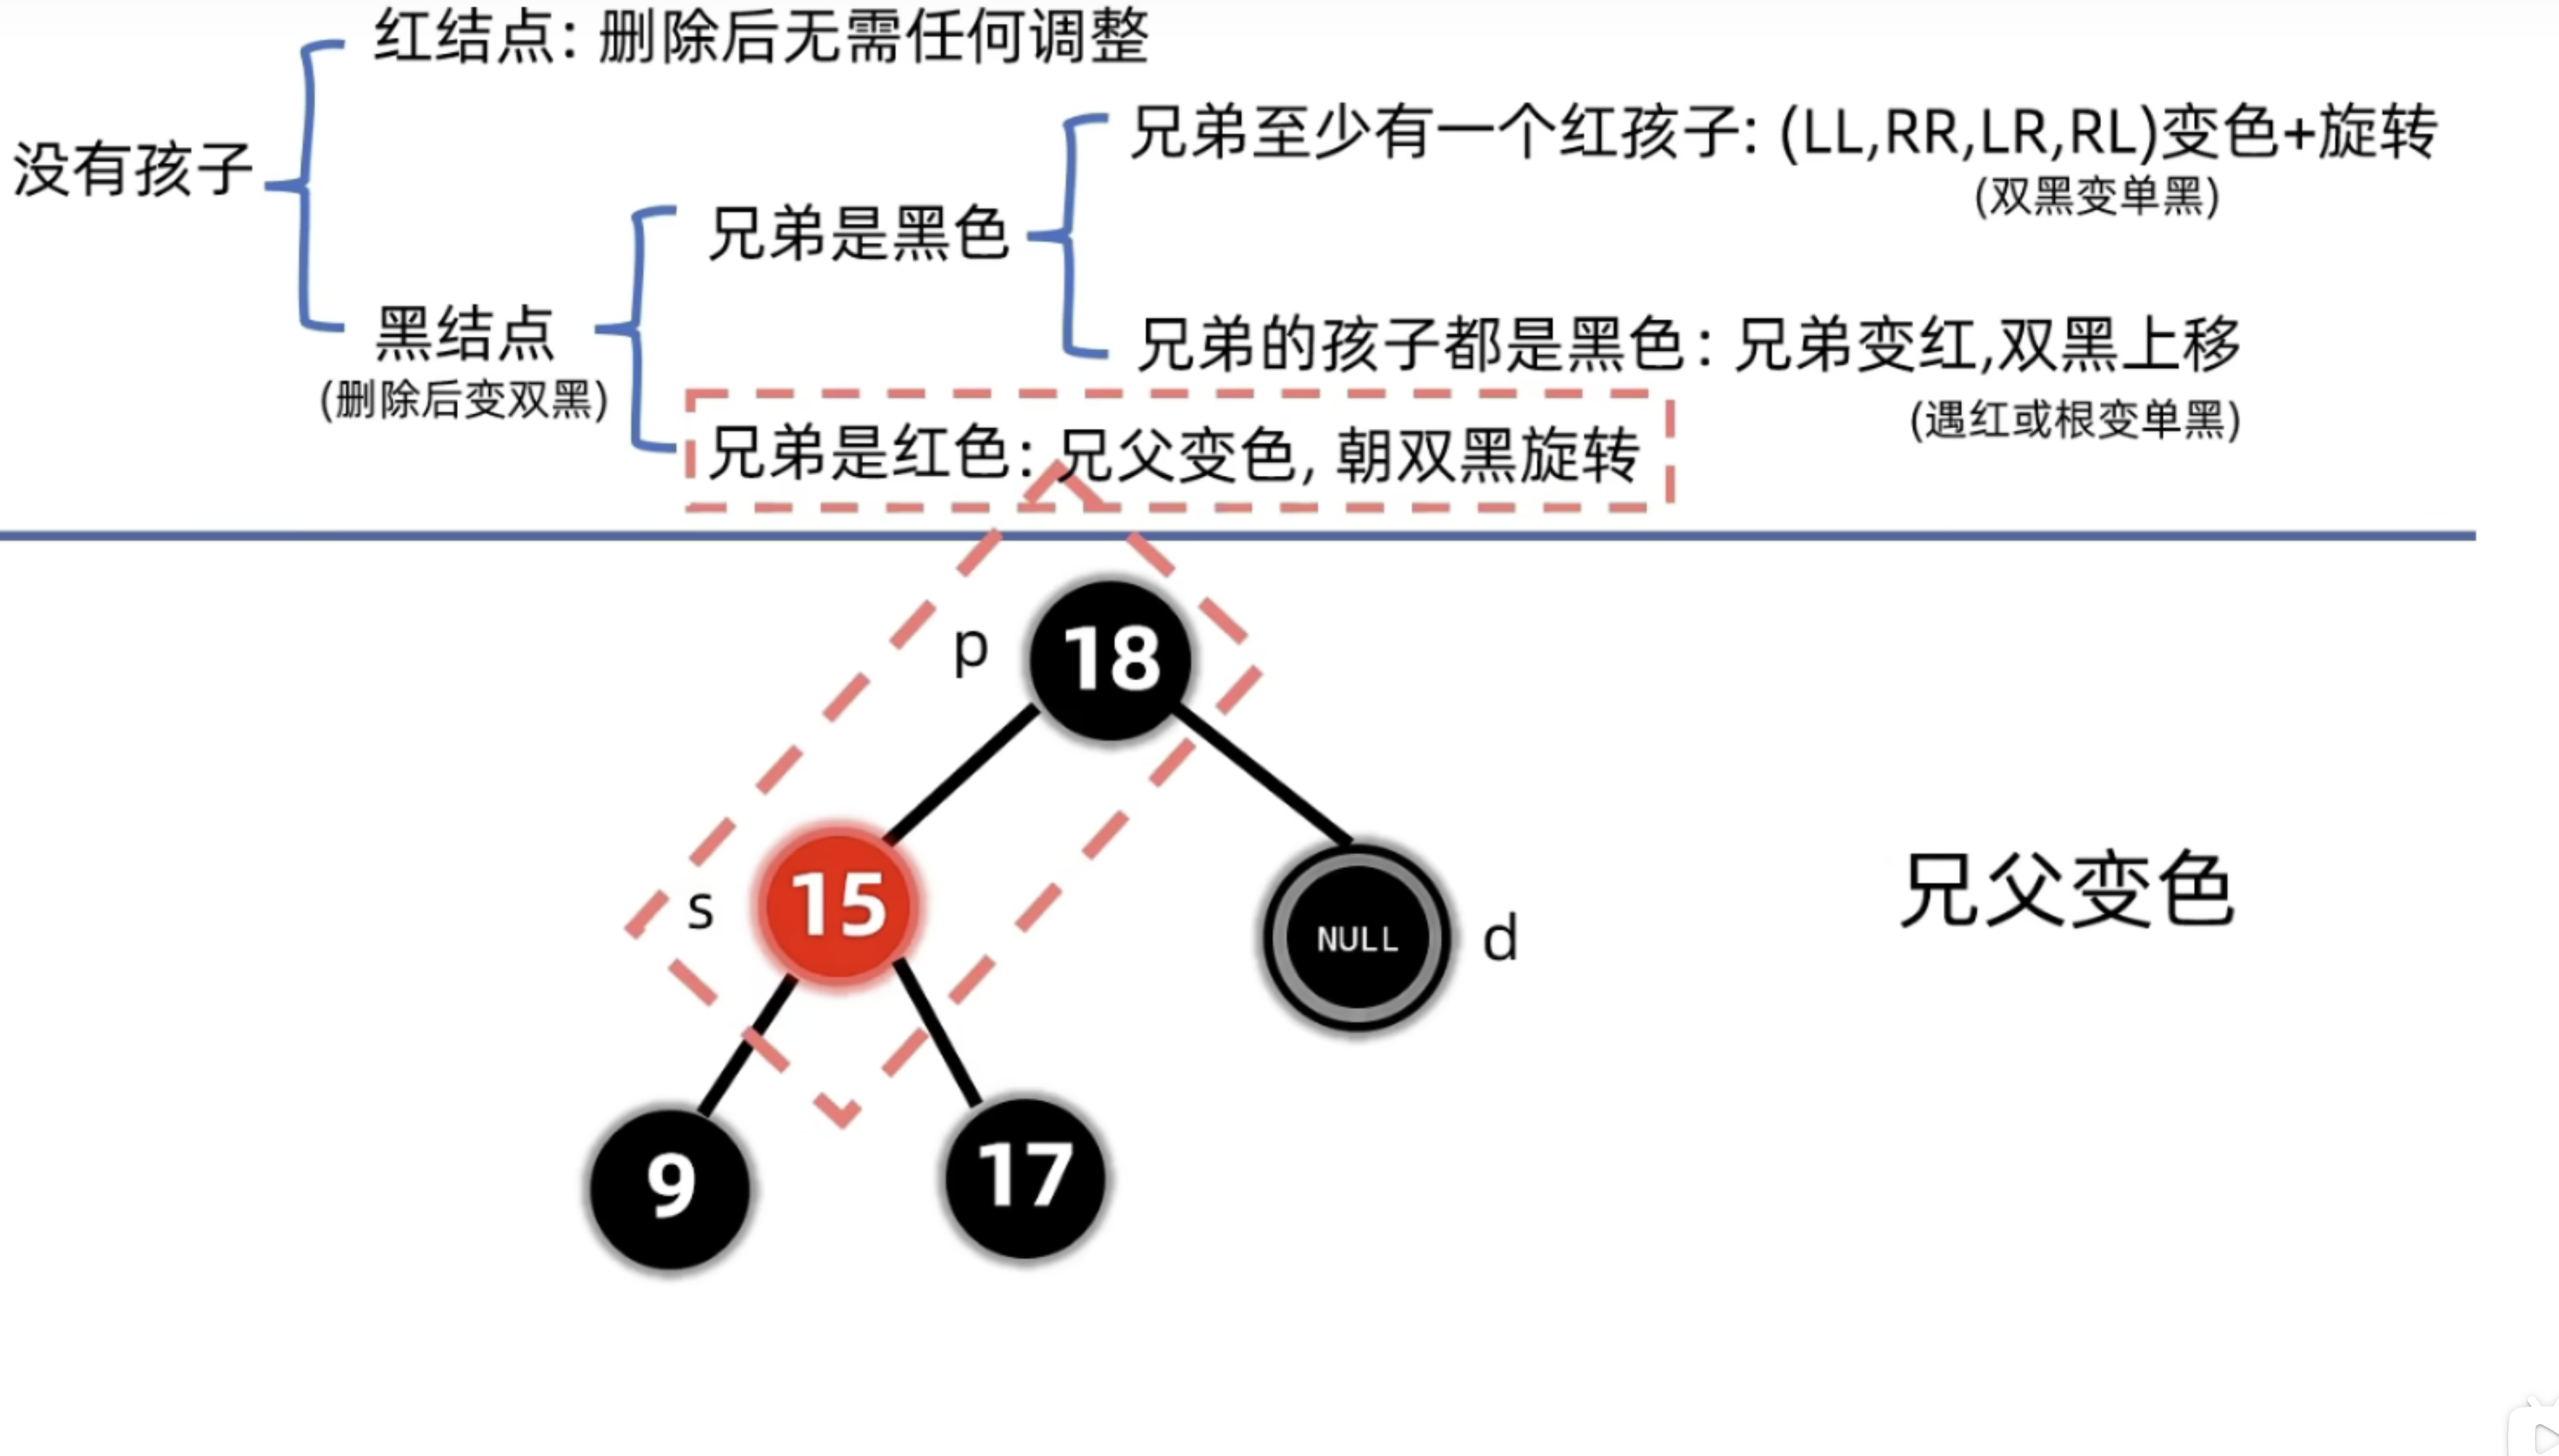 红结点：删除后无需任何调整
兄弟至少有一个红孩子: (LL,RR,LR,RL)变色+旋转
没有孩子
(双黑变单黑)
兄弟是黑色
黑结点
兄弟的孩子都是黑色：兄弟变红,双黑上移
(删除后变双黑)
(遇红或根变单黑)
兄弟是红色：兄父变色, 朝双黑旋转
p
18
s
15
NULL
d
兄父变色
9
17